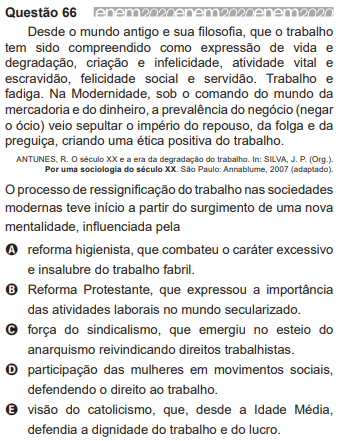 Questão 66 enem2020enem2020enem2020
Desde o mundo antigo e sua filosofia, que o trabalho
tem sido compreendido como expressão de vida e
degradação, criação e infelicidade, atividade vital e
escravidão, felicidade social e servidão. Trabalho e
fadiga. Na Modernidade, sob o comando do mundo da
mercadoria e do dinheiro, a prevalência do negócio (negar
o ócio) veio sepultar o império do repouso, da folga e da
preguiça, criando uma ética positiva do trabalho.
ANTUNES, R. O século XX e a era da degradação do trabalho. In: SILVA, J. P. (Org.).
Por uma sociologia do século XX. São Paulo: Annablume, 2007 (adaptado).
O processo de ressignificação do trabalho nas sociedades
modernas teve início a partir do surgimento de uma nova
mentalidade, influenciada pela
A reforma higienista, que combateu o caráter excessivo
e insalubre do trabalho fabril.
B Reforma Protestante, que expressou a importância
das atividades laborais no mundo secularizado.
C força do sindicalismo, que emergiu no esteio do
anarquismo reivindicando direitos trabalhistas.
D participação das mulheres em movimentos sociais,
defendendo o direito ao trabalho.
E visão do catolicismo, que, desde a Idade Média,
defendia a dignidade do trabalho e do lucro.